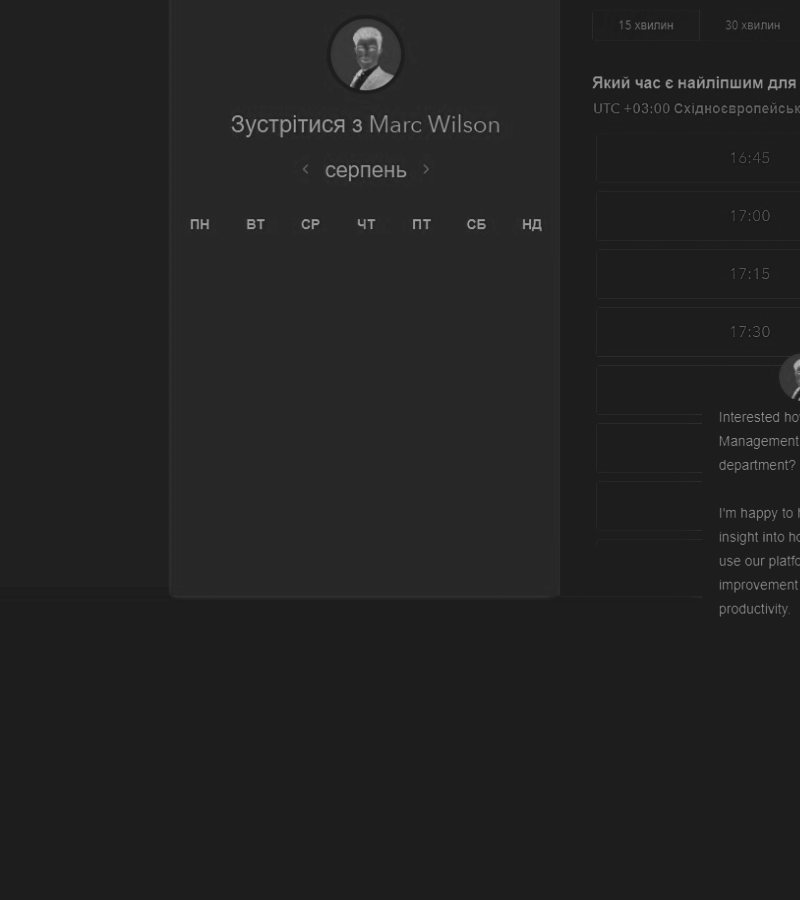 Зустрітися з Marc Wilson
серпень
ПН ВТ СР ЧТ ПТ СБ НД
15 хвилин 30 хвилин
Який час є найліпшим для
UTC +03:00 Східноєвропейськ
16:45
17:00
17:15
17:30
Interested ho
Management
department?
I'm happy to h
insight into ho
use our platfo
improvement
productivity.